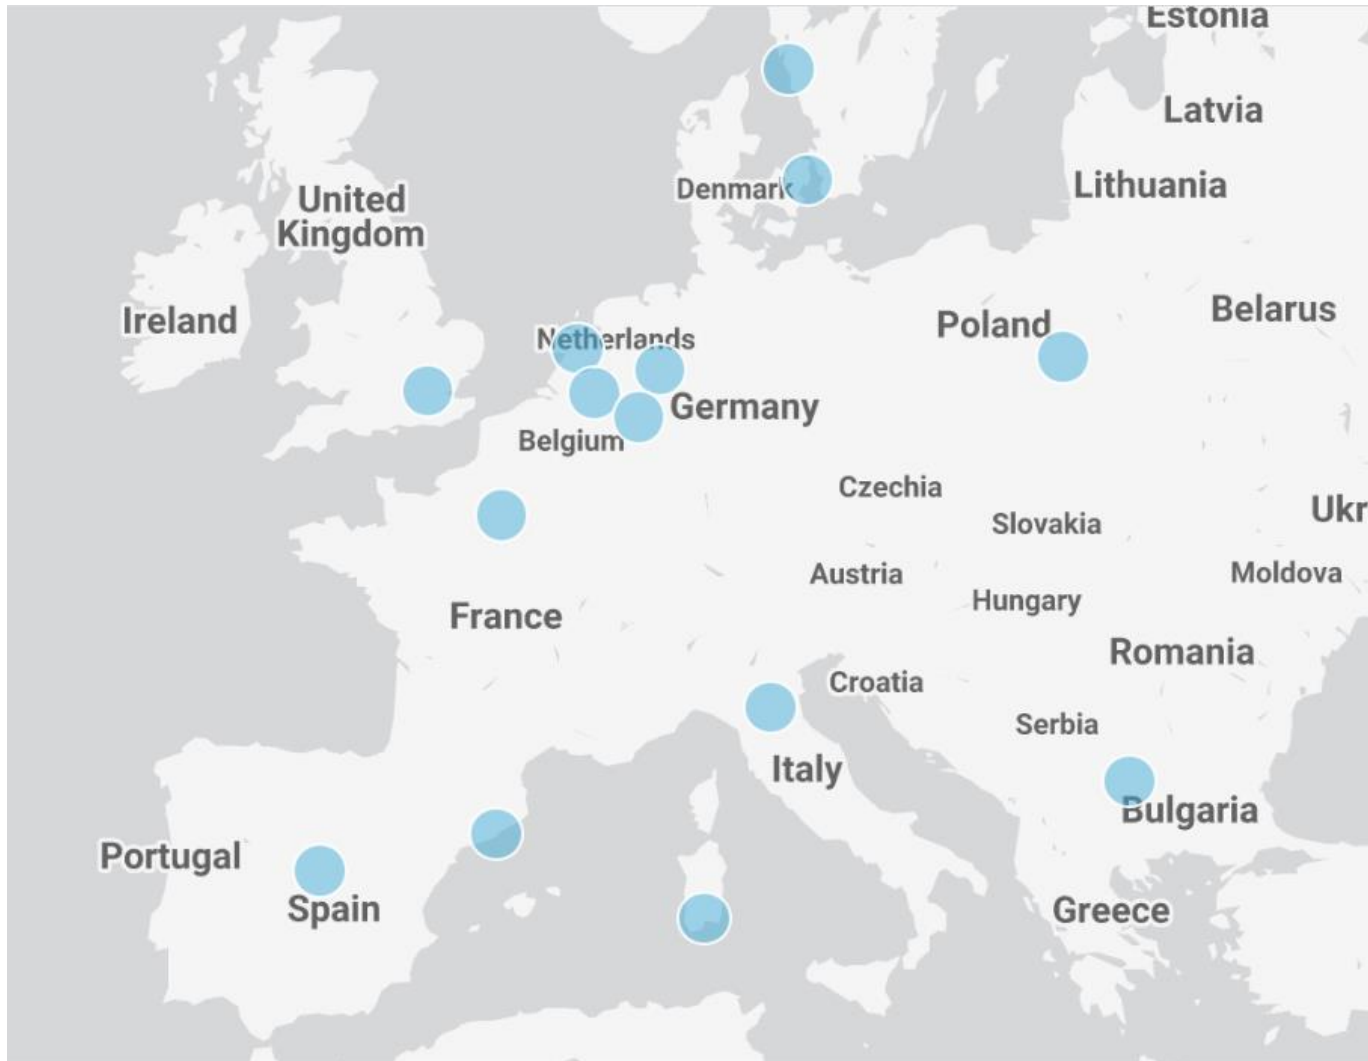 Estonia
Latvia
Lithuania
Denmark
United
Kingdom
Ireland
Belarus
Poland
Netherlands
Germany
Belgium
Czechia
Ukr
Slovakia
Austria
Moldova
Hungary
France
Romania
Croatia
Serbia
Italy
Bulgaria
Portugal
Spain
Greece